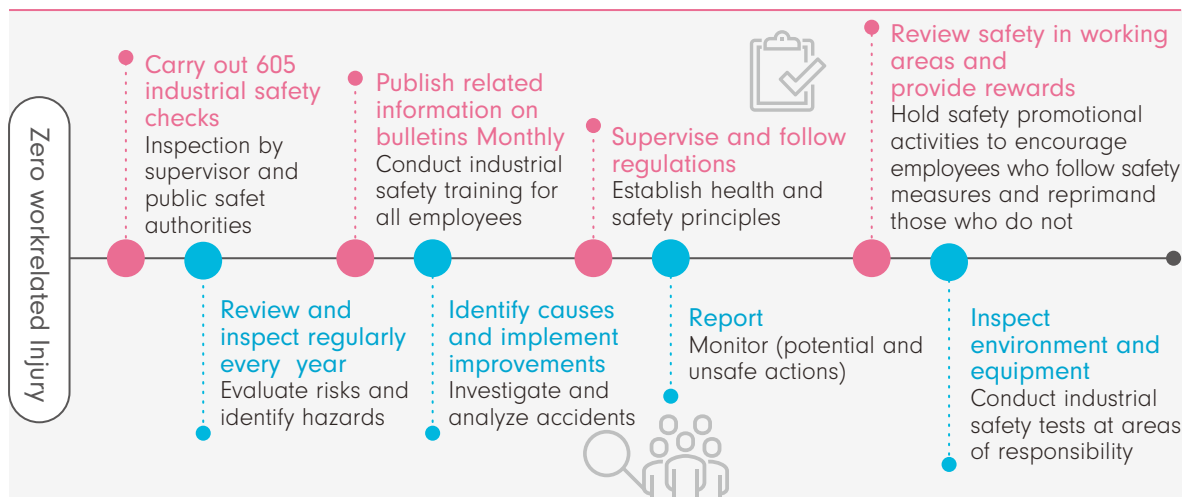 Zero workrelated Injury
Carry out 605
industrial safety
checks
Inspection by
supervisor and
public safet
authorities
Review and
inspect regularly
every year
Evaluate risks and
identify hazards
Publish related
information on
bulletins Monthly
Conduct industrial
safety training for
all employees
Identify causes
and implement
improvements
Investigate and
analyze accidents
Supervise and follow
regulations
Establish health and
safety principles
Report
Monitor (potential and
unsafe actions)
Review safety in working
areas and
provide rewards
Hold safety promotional
activities to encourage
employees who follow safety
measures and reprimand
those who do not
Inspect
environment and
equipment
Conduct industrial
safety tests at areas
of responsibility